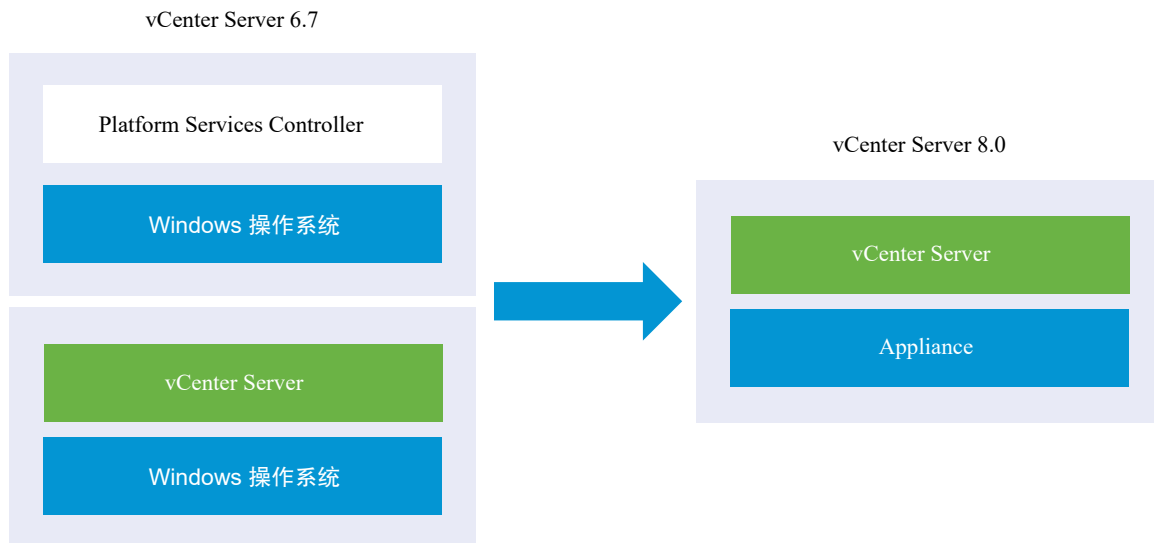 vCenter Server 6.7
Platform Services Controller
Windows 操作系统
vCenter Server
Windows 操作系统
vCenter Server 8.0
vCenter Server
Appliance